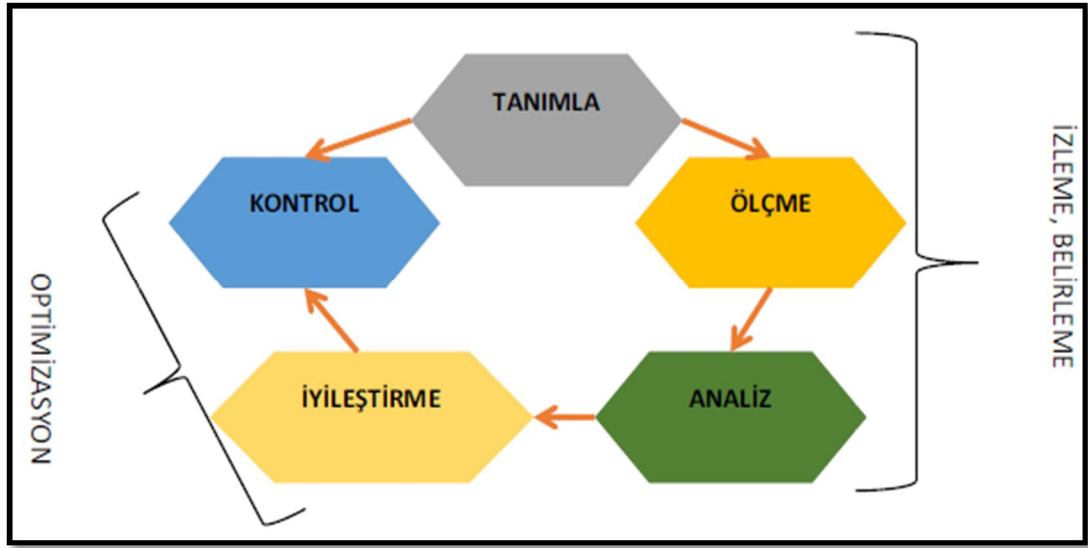 TANIMLA
KONTROL
ÖLÇME
İYİLEŞTİRME
ANALİZ
OPTİMİZASYON
İZLEME, BELİRLEME